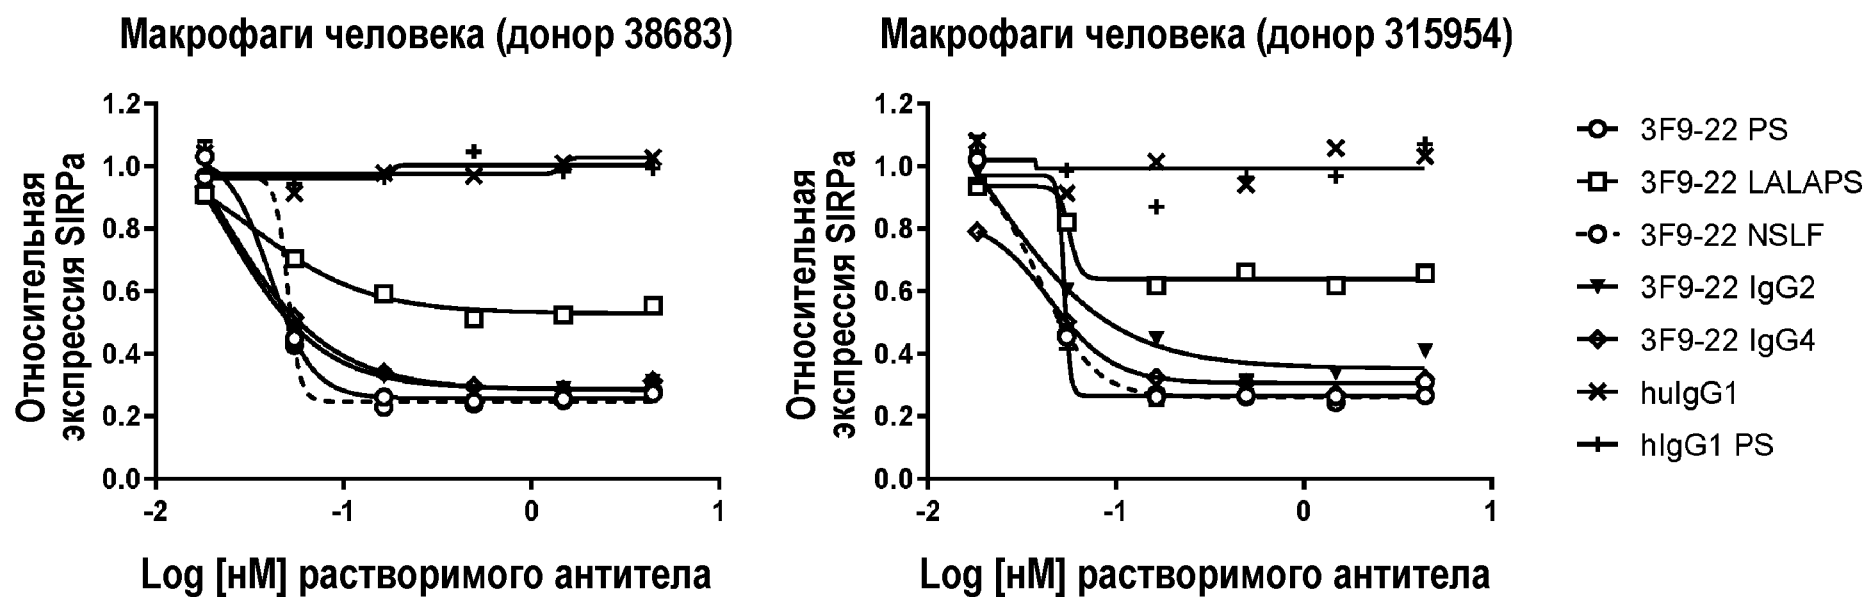 Макрофаги человека (донор 38683)
Относительная
экспрессия SIRPa
1.2
1.0
0.8
0.6
0.4
0.2
0.0
-2
-1
0
1
Log [нМ] растворимого антитела
Макрофаги человека (донор 315954)
Относительная
экспрессия SIRPa
1.2
1.0
0.8
0.6
0.4
0.2
0.0
-2
-1
0
1
Log [нМ] растворимого антитела
3F9-22 PS
3F9-22 LALAPS
3F9-22 NSLF
3F9-22 IgG2
3F9-22 IgG4
huIgG1
hIgG1 PS